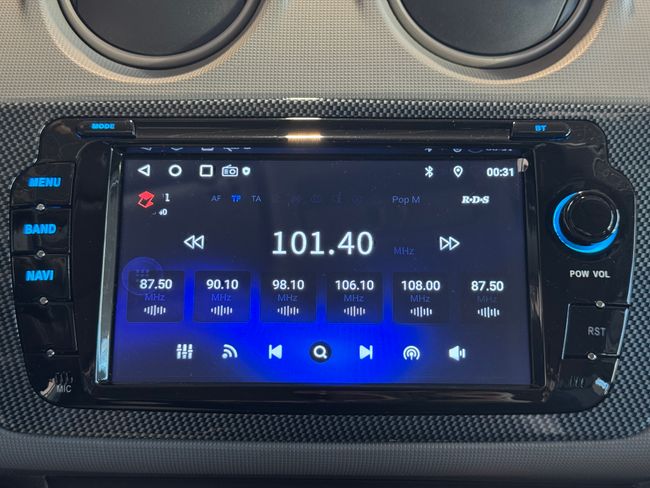 MODE
BT
MENU
BAND
NAVI
00:31
AF TP TA
Pop M
R·D·S
101.40 MHz
87.50 90.10 98.10 106.10 108.00 87.50
MHz MHz MHz MHz MHz MHz
POW VOL
RST
MIC